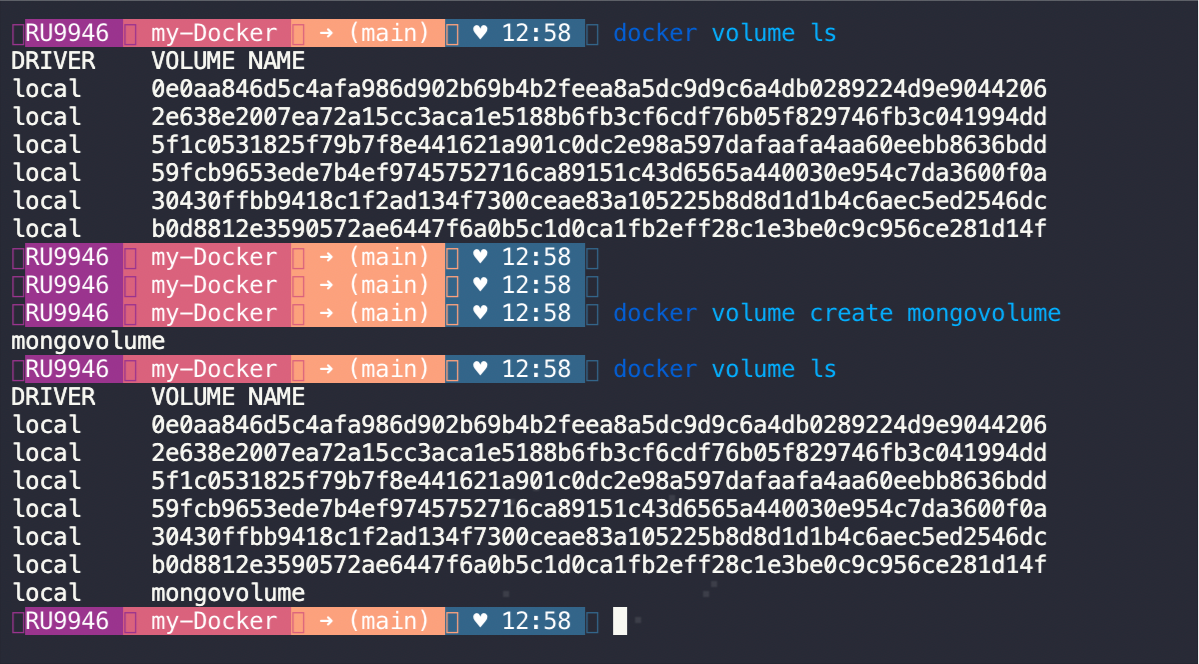 RU9946 my-Docker → (main) ♥ 12:58 docker volume ls
DRIVER VOLUME NAME
local 0e0aa846d5c4afa986d902b69b4b2feea8a5dc9d9c6a4db0289224d9e9044206
local 2e638e2007ea72a15cc3aca1e5188b6fb3cf6cdf76b05f829746fb3c041994dd
local 5f1c0531825f79b7f8e441621a901c0dc2e98a597dafaafa4aa60eebb8636bdd
local 59fcb9653ede7b4ef9745752716ca89151c43d6565a440030e954c7da3600f0a
local 30430ffbb9418c1f2ad134f7300ceae83a105225b8d8d1d1b4c6aec5ed2546dc
local b0d8812e3590572ae6447f6a0b5c1d0ca1fb2eff28c1e3be0c9c956ce281d14f
RU9946 my-Docker → (main) ♥ 12:58
RU9946 my-Docker → (main) ♥ 12:58
RU9946 my-Docker → (main) ♥ 12:58 docker volume create mongovolume
mongovolume
RU9946 my-Docker → (main) ♥ 12:58 docker volume ls
DRIVER VOLUME NAME
local 0e0aa846d5c4afa986d902b69b4b2feea8a5dc9d9c6a4db0289224d9e9044206
local 2e638e2007ea72a15cc3aca1e5188b6fb3cf6cdf76b05f829746fb3c041994dd
local 5f1c0531825f79b7f8e441621a901c0dc2e98a597dafaafa4aa60eebb8636bdd
local 59fcb9653ede7b4ef9745752716ca89151c43d6565a440030e954c7da3600f0a
local 30430ffbb9418c1f2ad134f7300ceae83a105225b8d8d1d1b4c6aec5ed2546dc
local b0d8812e3590572ae6447f6a0b5c1d0ca1fb2eff28c1e3be0c9c956ce281d14f
local mongovolume
RU9946 my-Docker → (main) ♥ 12:58